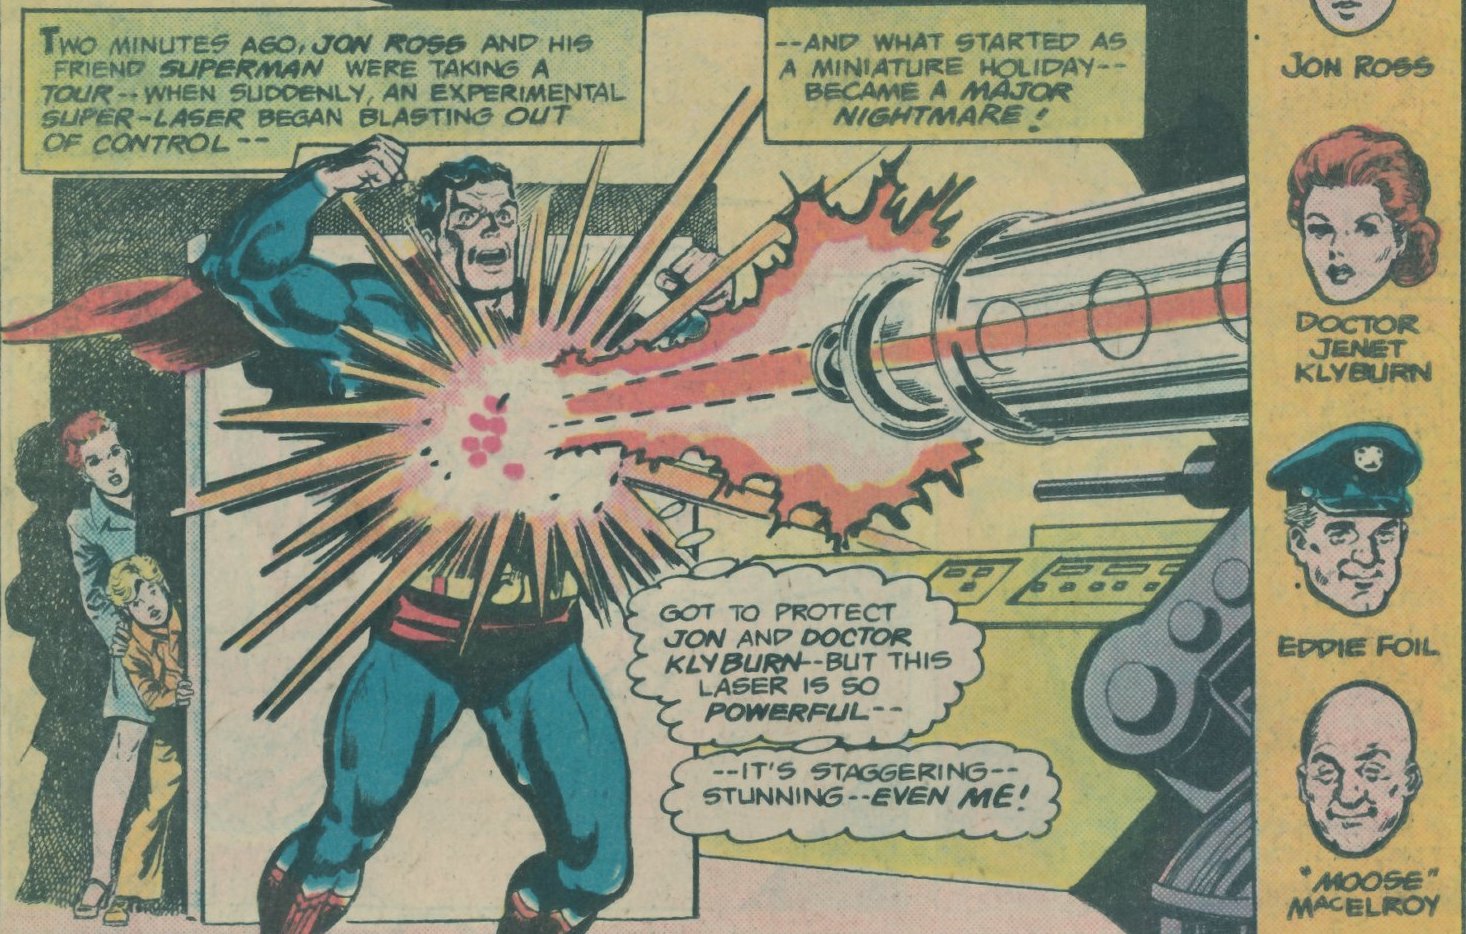 TWO MINUTES AGO, JON ROSS AND HIS
FRIEND SUPERMAN WERE TAKING A
TOUR--WHEN SUDDENLY, AN EXPERIMENTAL
SUPER-LASER BEGAN BLASTING OUT
OF CONTROL--
--AND WHAT STARTED AS
A MINIATURE HOLIDAY--
BECAME A MAJOR
NIGHTMARE!
GOT TO PROTECT
JON AND DOCTOR
KLYBURN--BUT THIS
LASER IS SO
POWERFUL--
--IT'S STAGGERING--
STUNNING--EVEN ME!
JON ROSS
DOCTOR
JENET
KLYBURN
EDDIE FOIL
"MOOSE"
MACELROY